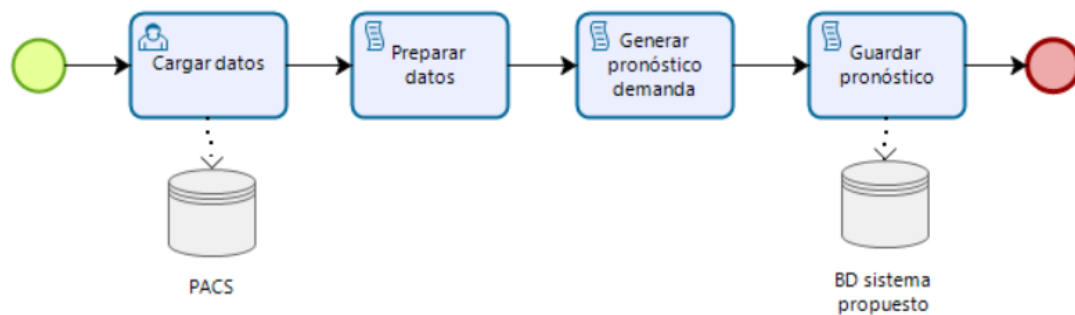 Cargar datos
Preparar
datos
Generar
pronóstico
demanda
Guardar
pronóstico
PACS
BD sistema
propuesto